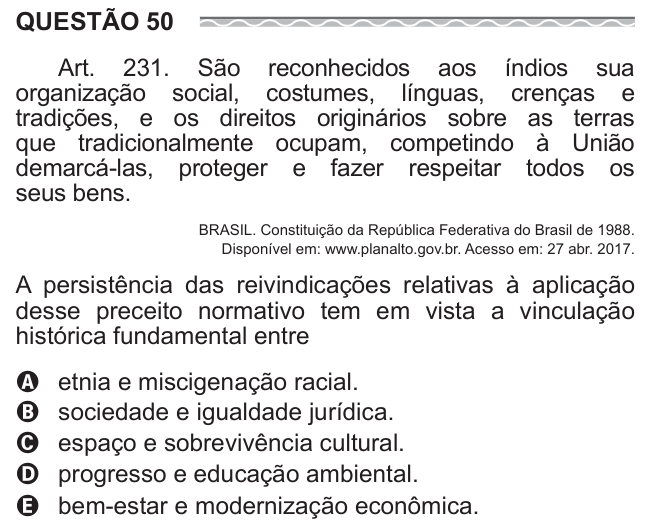 QUESTÃO 50
Art. 231. São reconhecidos aos índios sua
organização social, costumes, línguas, crenças e
tradições, e os direitos originários sobre as terras
que tradicionalmente ocupam, competindo à União
demarcá-las, proteger e fazer respeitar todos os
seus bens.
BRASIL. Constituição da República Federativa do Brasil de 1988.
Disponível em: www.planalto.gov.br. Acesso em: 27 abr. 2017.
A persistência das reivindicações relativas à aplicação
desse preceito normativo tem em vista a vinculação
histórica fundamental entre
A etnia e miscigenação racial.
B sociedade e igualdade jurídica.
C espaço e sobrevivência cultural.
D progresso e educação ambiental.
E bem-estar e modernização econômica.